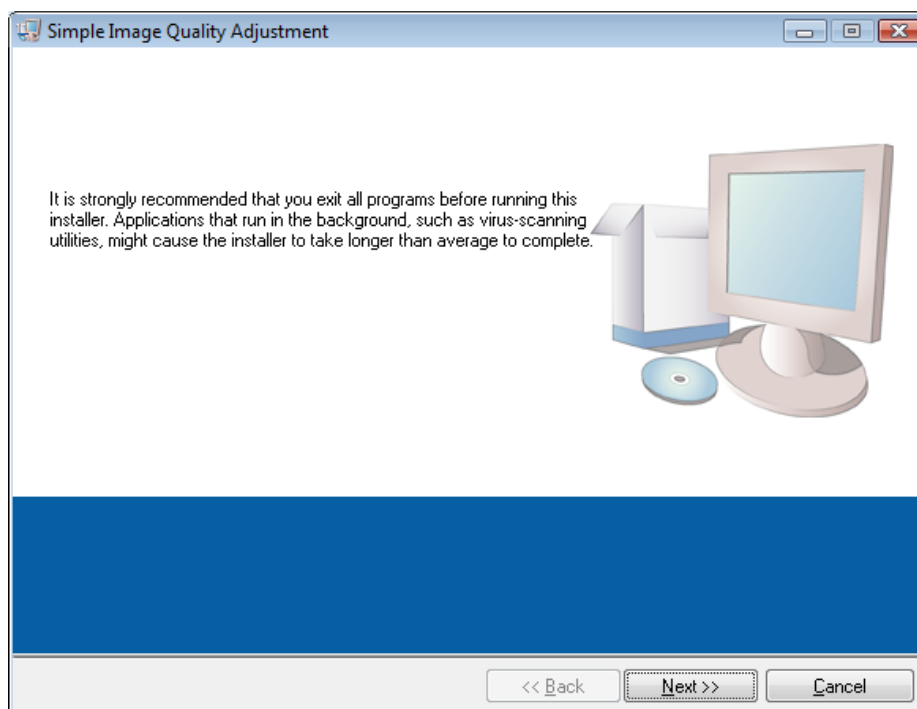 Simple Image Quality Adjustment
It is strongly recommended that you exit all programs before running this
installer. Applications that run in the background, such as virus-scanning
utilities, might cause the installer to take longer than average to complete.
<< Back
Next >>
Cancel